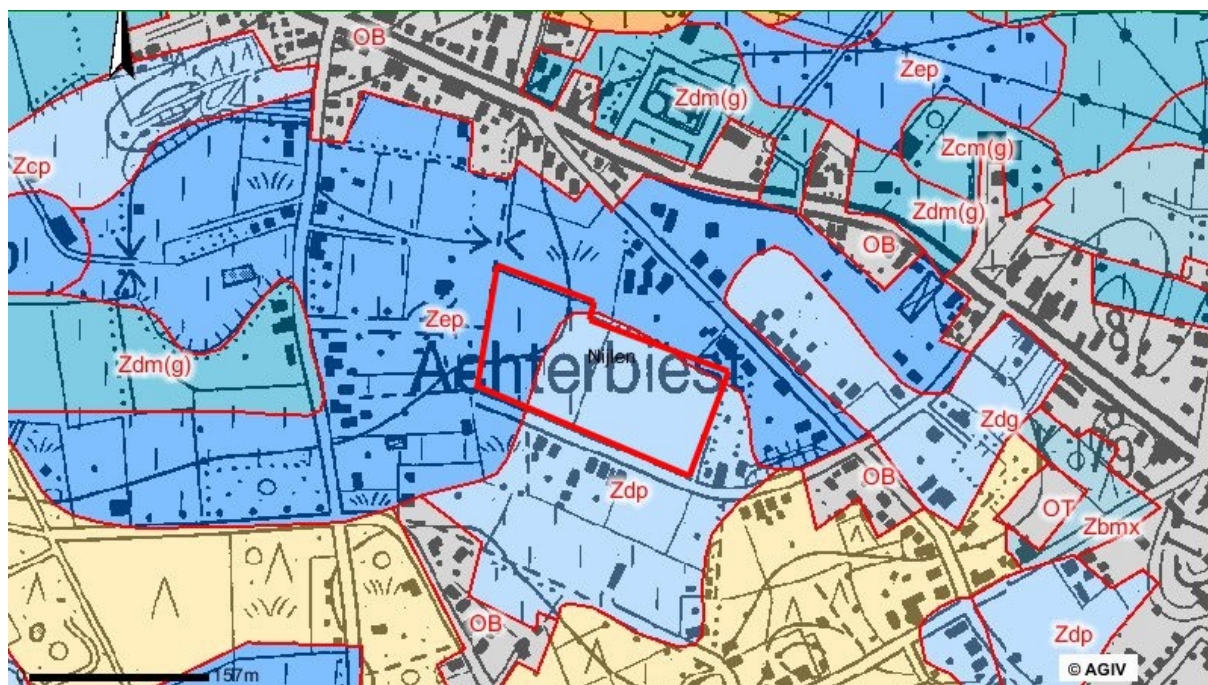 OB
Zep
Zdm(g)
Zcm(g)
Zcp
Zdm(g)
OB
Zep
Nijlen
Achterbiest
Zdm(g)
Zdg
Zdp
OB
OT
Zbmx
OB
Zdp
0 157m
© AGIV